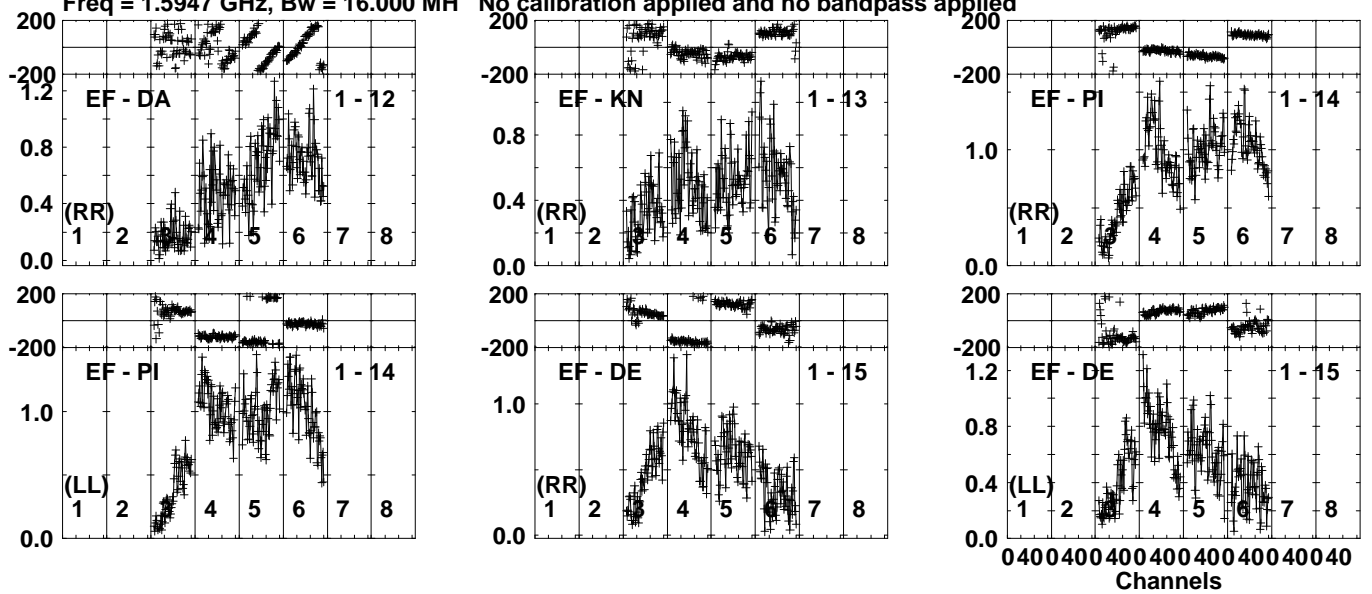 Freq = 1.5947 GHz, Bw = 16.000 MH No calibration applied and no bandpass applied
200
-200
1.2
0.8
0.4
0.0
EF - DA 1 - 12
(RR)
1 2 3 4 5 6 7 8
200
-200
0.8
0.4
0.0
EF - KN 1 - 13
(RR)
1 2 3 4 5 6 7 8
200
-200
1.0
0.0
EF - PI 1 - 14
(RR)
1 2 3 4 5 6 7 8
200
-200
1.0
0.0
EF - PI 1 - 14
(LL)
1 2 3 4 5 6 7 8
200
-200
1.0
0.0
EF - DE 1 - 15
(RR)
1 2 3 4 5 6 7 8
200
-200
1.2
0.8
0.4
0.0
EF - DE 1 - 15
(LL)
1 2 3 4 5 6 7 8
0 40 0 40 0 40 0 40 0 40 0 40 0 40 0 40
Channels